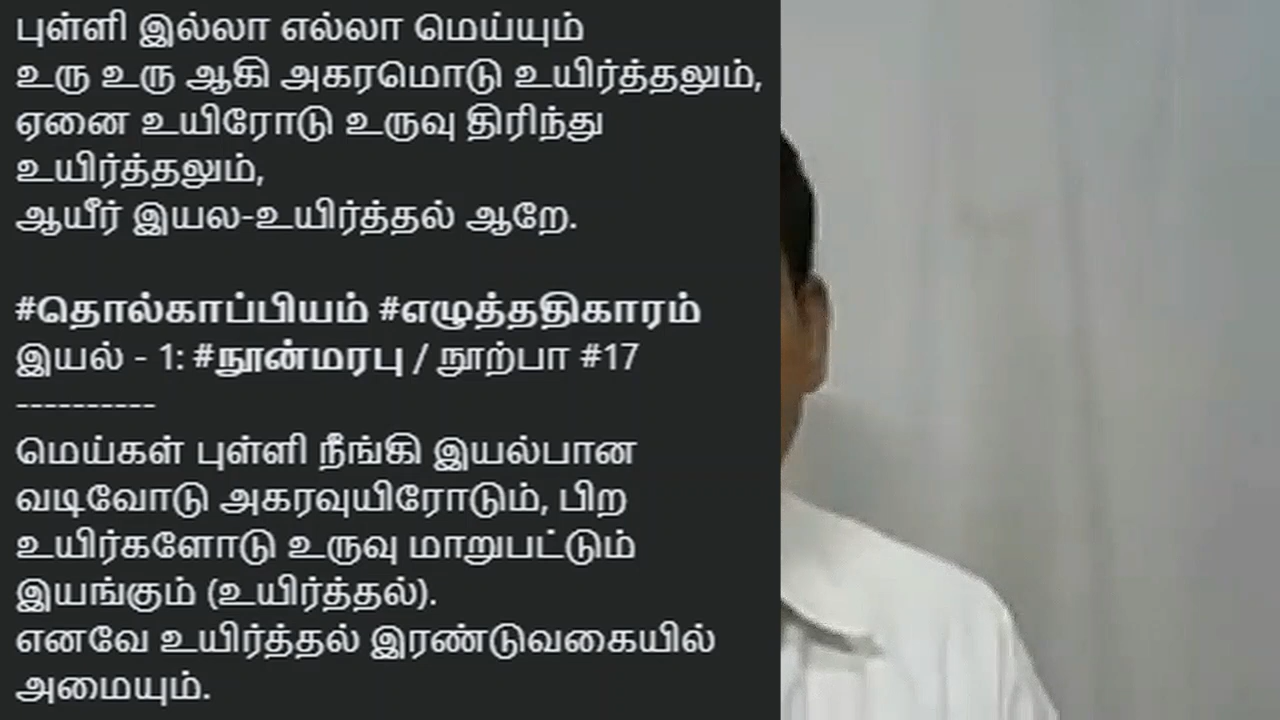 புள்ளி இல்லா எல்லா மெய்யும்
உரு உரு ஆகி அகரமொடு உயிர்த்தலும்,
ஏனை உயிரோடு உருவு திரிந்து
உயிர்த்தலும்,
ஆயீர் இயல-உயிர்த்தல் ஆறே.
#தொல்காப்பியம் #எழுத்ததிகாரம்
இயல் - 1: #நூன்மரபு / நூற்பா #17
----------
மெய்கள் புள்ளி நீங்கி இயல்பான
வடிவோடு அகரவுயிரோடும், பிற
உயிர்களோடு உருவு மாறுபட்டும்
இயங்கும் (உயிர்த்தல்).
எனவே உயிர்த்தல் இரண்டுவகையில்
அமையும்.